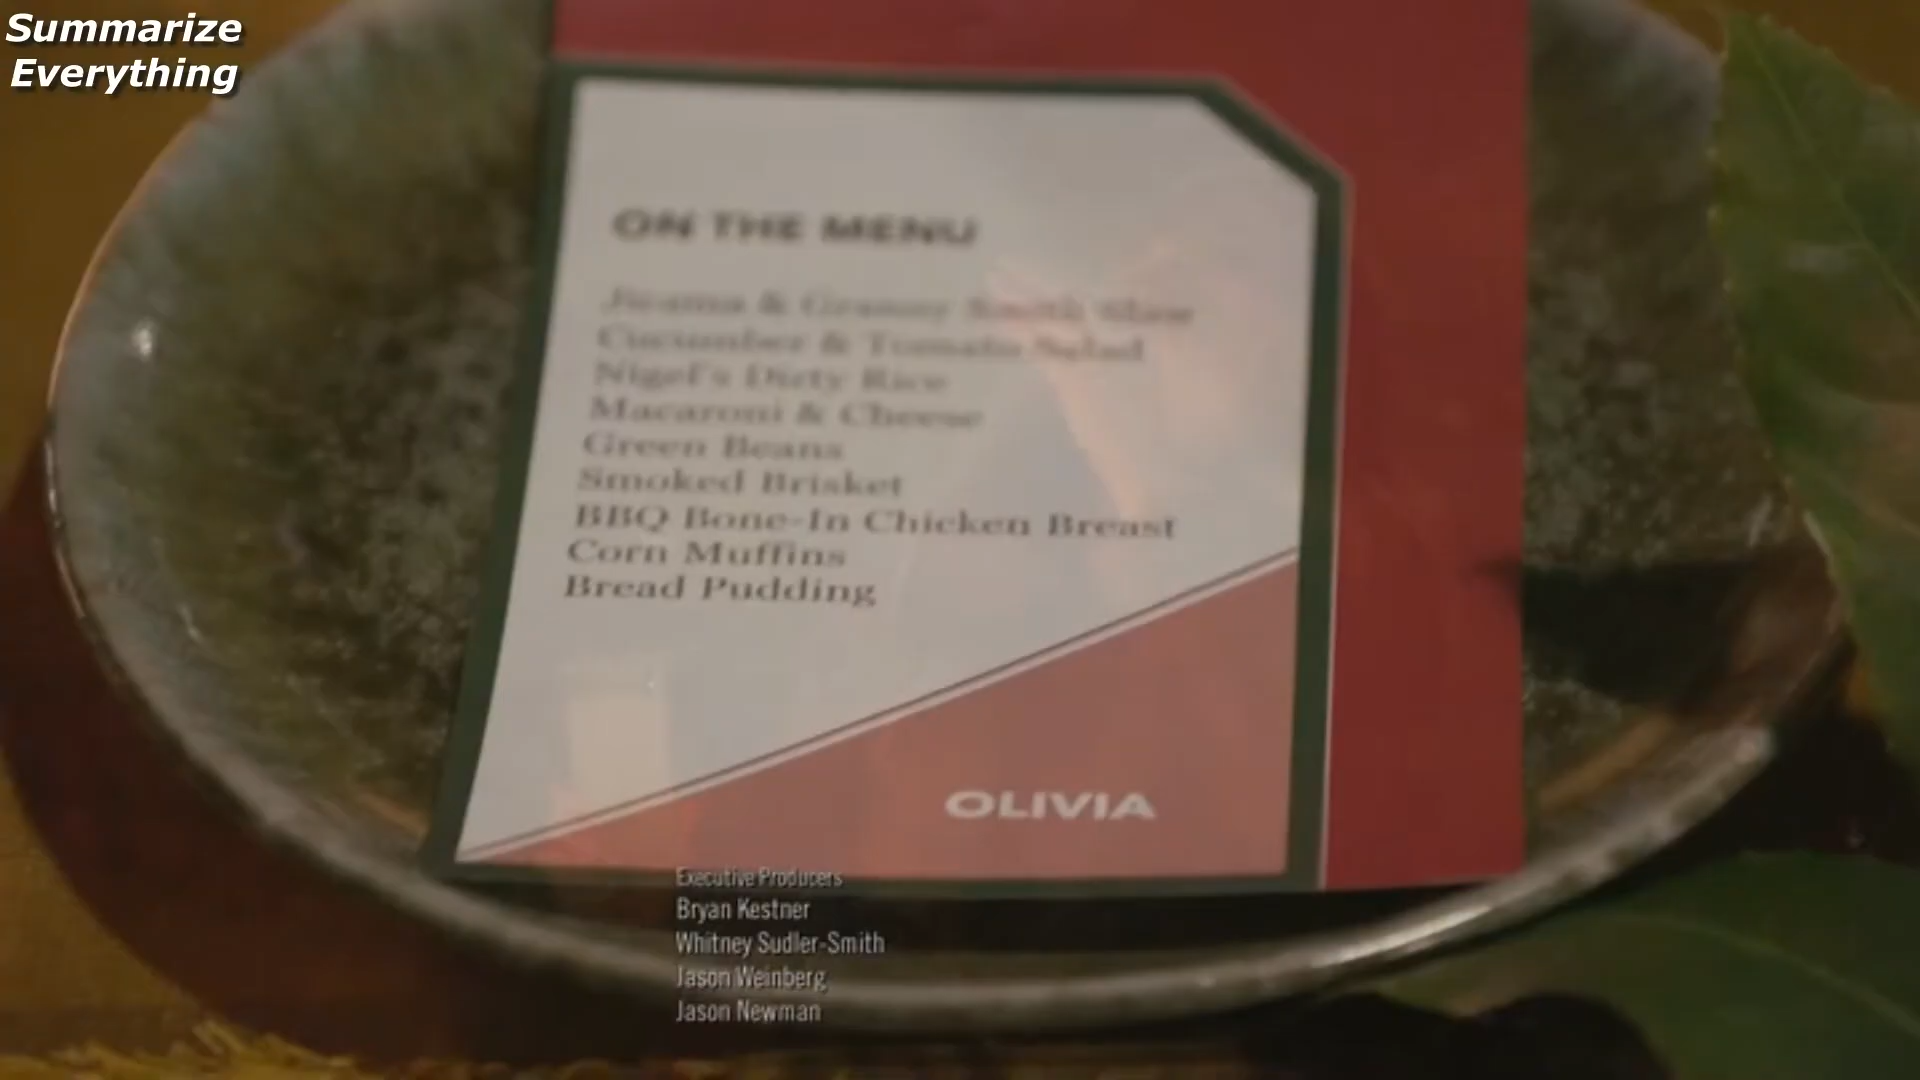 Summarize
Everything
ON THE MENU
Jicama & Granny Smith Slaw
Cucumber & Tomato Salad
Nigel's Dirty Rice
Macaroni & Cheese
Green Beans
Smoked Brisket
BBQ Bone-In Chicken Breast
Corn Muffins
Bread Pudding
OLIVIA
Executive Producers
Bryan Kestner
Whitney Sudler-Smith
Jason Weinberg
Jason Newman